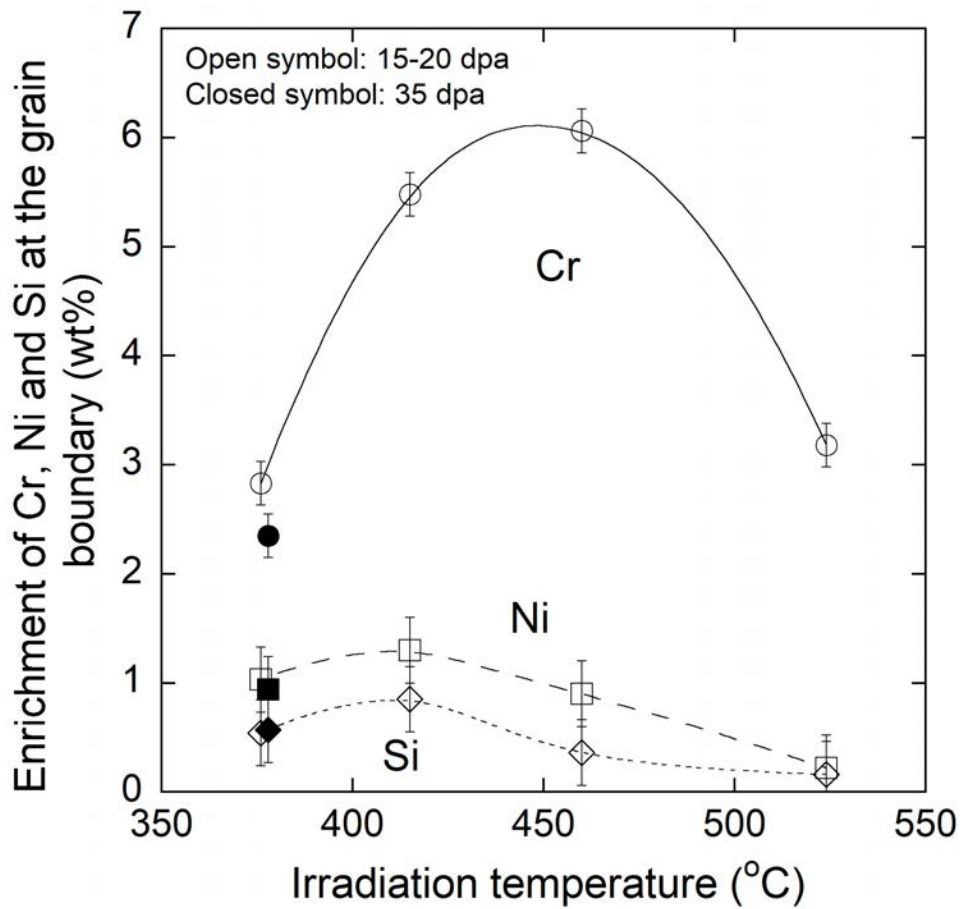 Enrichment of Cr, Ni and Si at the grain
boundary (wt%)
7
6
5
4
3
2
1
0
Open symbol: 15-20 dpa
Closed symbol: 35 dpa
Cr
Ni
Si
350
400
450
500
550
Irradiation temperature (°C)